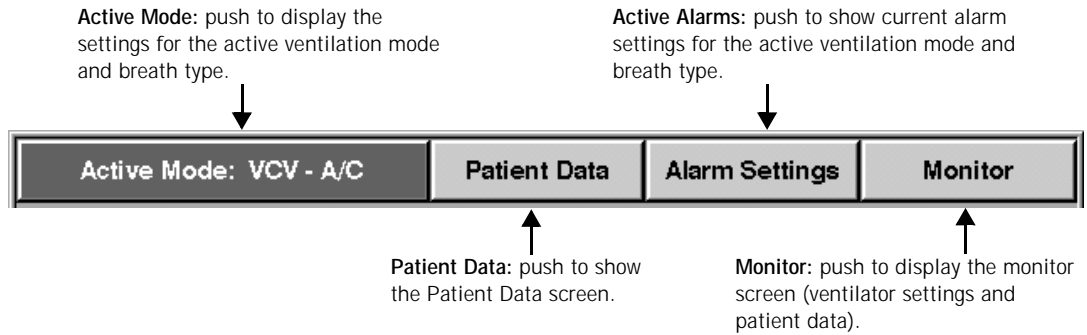 Active Mode: push to display the
settings for the active ventilation mode
and breath type.
Active Alarms: push to show current alarm
settings for the active ventilation mode and
breath type.
Active Mode: VCV - A/C
Patient Data
Alarm Settings
Monitor
Patient Data: push to show
the Patient Data screen.
Monitor: push to display the monitor
screen (ventilator settings and
patient data).